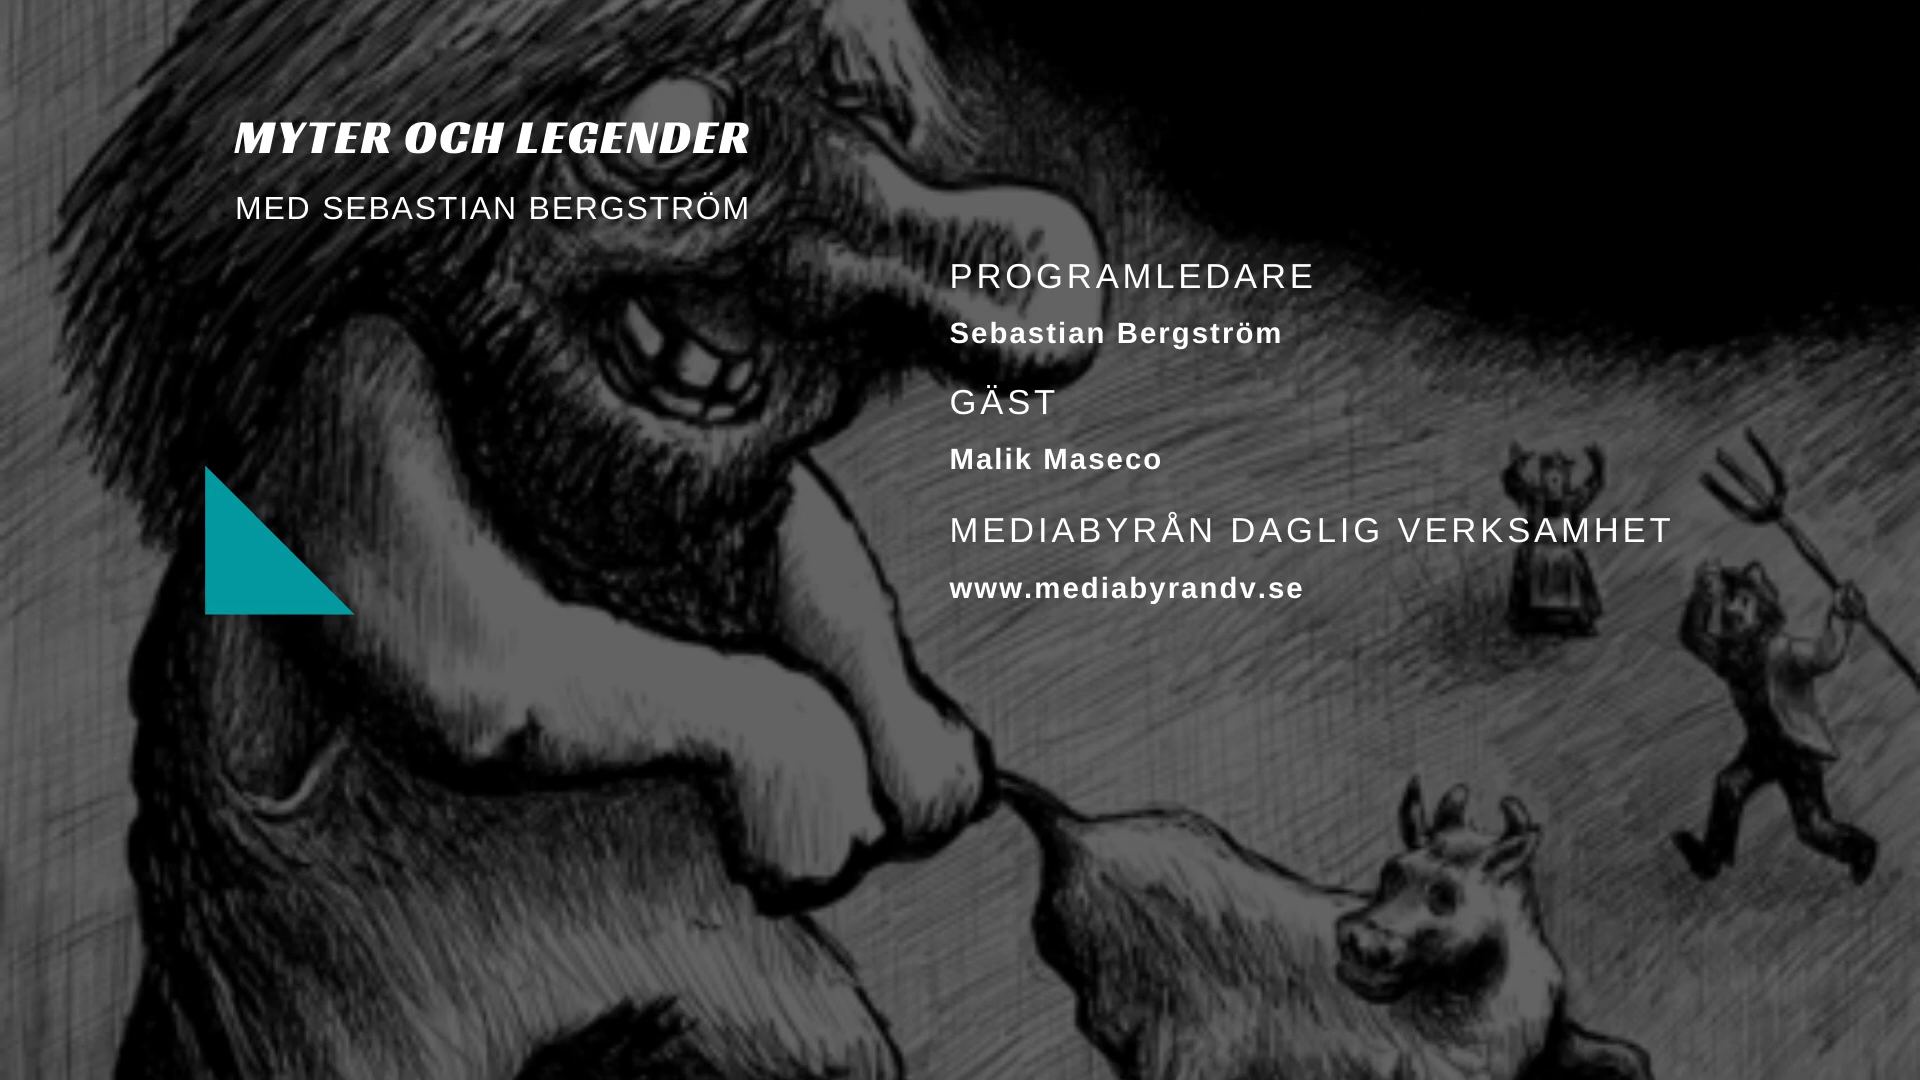 MYTER OCH LEGENDER
MED SEBASTIAN BERGSTRÖM
PROGRAMLEDARE
Sebastian Bergström
GÄST
Malik Maseco
MEDIABYRÅN DAGLIG VERKSAMHET
www.mediabyrandv.se